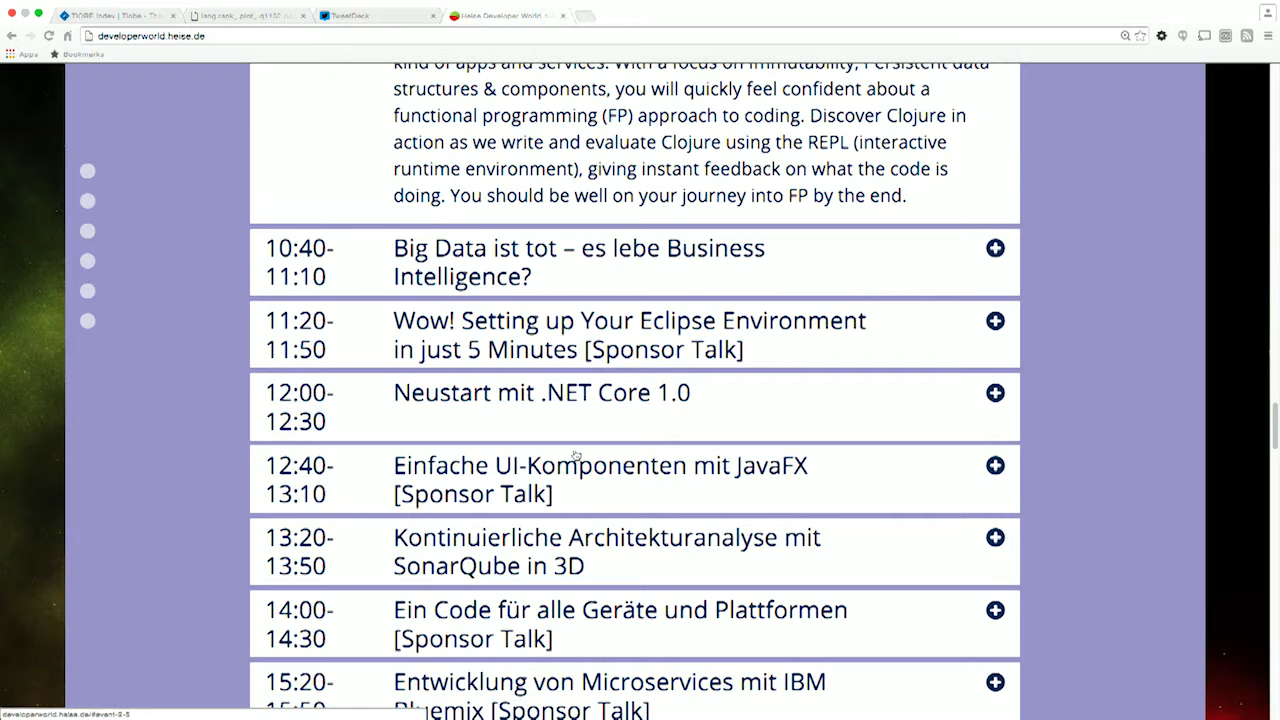 TIOBE Index | Tiobe - The
lang.rank_.plot_.q1162
TweetDeck
Heise Developer World
developerworld.heise.de
Apps
Bookmarks
kind of apps and services. With a focus on immutability, Persistent data
structures & components, you will quickly feel confident about a
functional programming (FP) approach to coding. Discover Clojure in
action as we write and evaluate Clojure using the REPL (interactive
runtime environment), giving instant feedback on what the code is
doing. You should be well on your journey into FP by the end.
10:40-
11:10
Big Data ist tot – es lebe Business
Intelligence?
11:20-
11:50
Wow! Setting up Your Eclipse Environment
in just 5 Minutes [Sponsor Talk]
12:00-
12:30
Neustart mit .NET Core 1.0
12:40-
13:10
Einfache UI-Komponenten mit JavaFX
[Sponsor Talk]
13:20-
13:50
Kontinuierliche Architekturanalyse mit
SonarQube in 3D
14:00-
14:30
Ein Code für alle Geräte und Plattformen
[Sponsor Talk]
15:20-
15:50
Entwicklung von Microservices mit IBM
Bluemix [Sponsor Talk]
developerworld.heise.de/#event-2-5